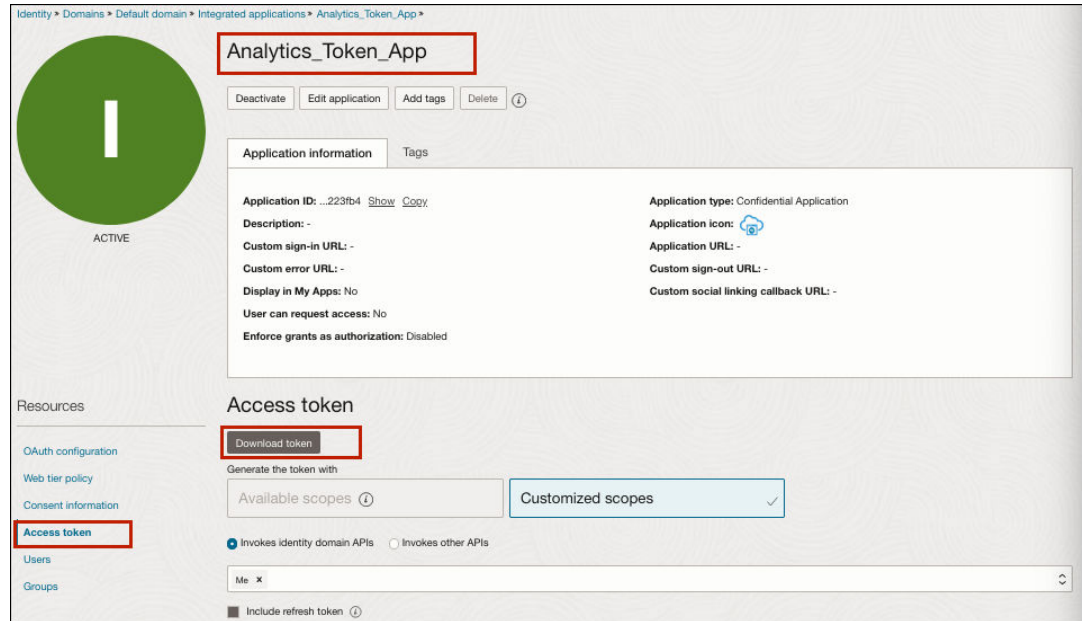 Identity » Domains » Default domain » Integrated applications » Analytics_Token_App »
I
ACTIVE
Analytics_Token_App
Deactivate Edit application Add tags Delete i
Application information Tags
Application ID: ...223fb4 Show Copy
Description: -
Custom sign-in URL: -
Custom error URL: -
Display in My Apps: No
User can request access: No
Enforce grants as authorization: Disabled
Application type: Confidential Application
Application icon:
Application URL: -
Custom sign-out URL: -
Custom social linking callback URL: -
Resources
OAuth configuration
Web tier policy
Consent information
Access token
Users
Groups
Access token
Download token
Generate the token with
Available scopes i
Customized scopes
Invokes identity domain APIs Invokes other APIs
Me x
Include refresh token i